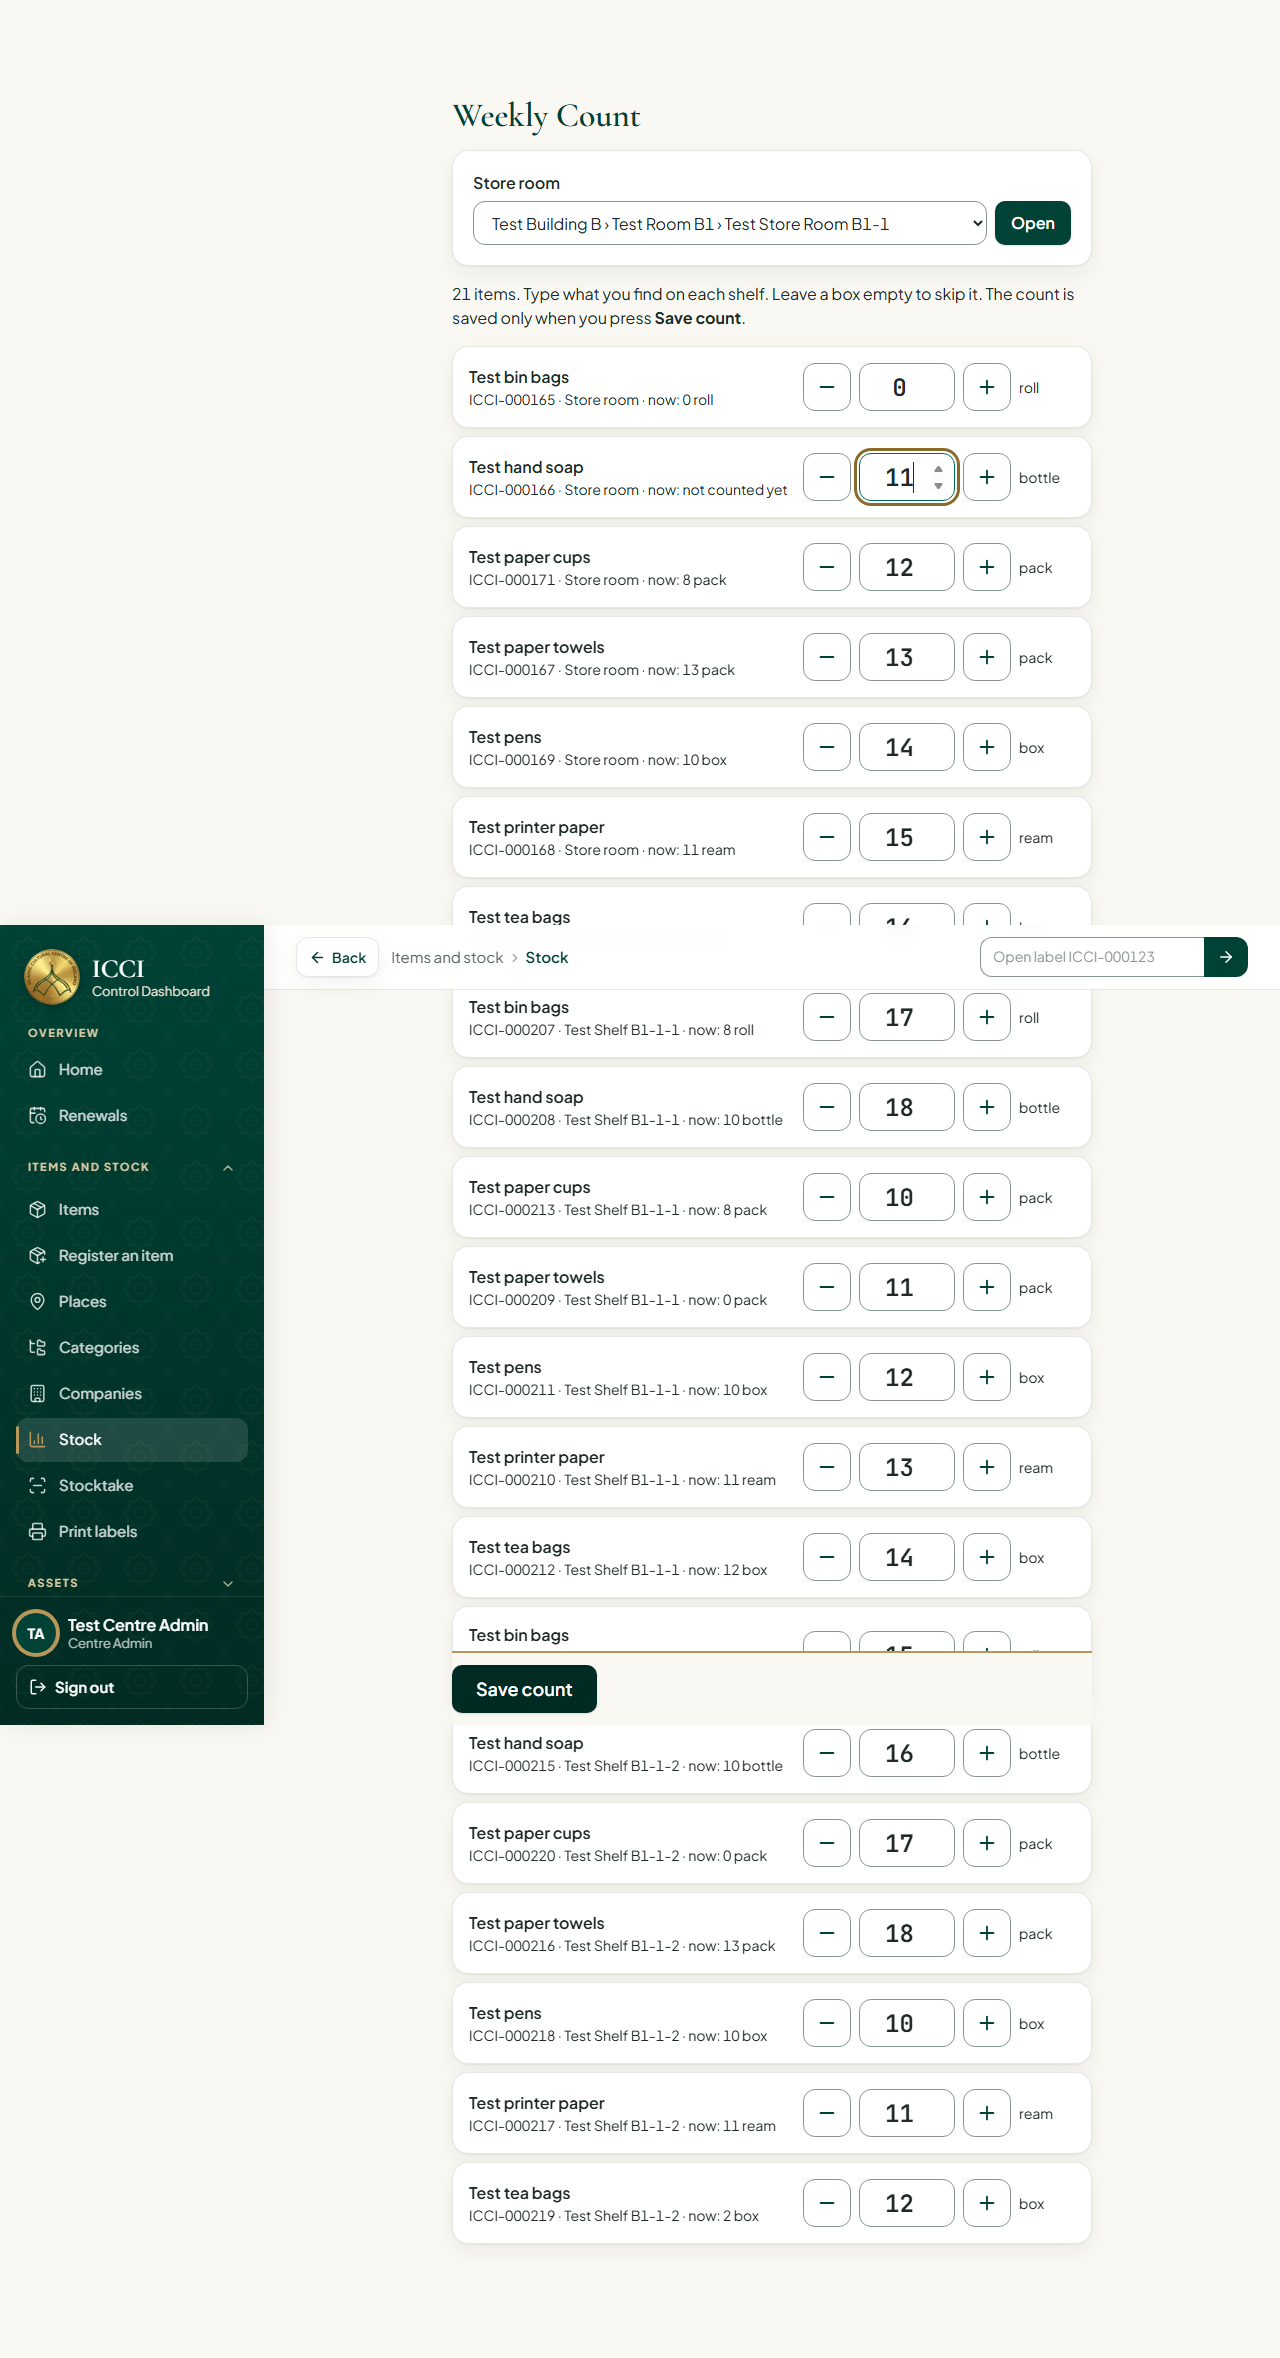 Weekly Count
Store room
Test Building B › Test Room B1 › Test Store Room B1-1
Open
21 items. Type what you find on each shelf. Leave a box empty to skip it. The count is
saved only when you press Save count.
Test bin bags
ICCI-000165 · Store room · now: 0 roll
0
roll
Test hand soap
ICCI-000166 · Store room · now: not counted yet
11
bottle
Test paper cups
ICCI-000171 · Store room · now: 8 pack
12
pack
Test paper towels
ICCI-000167 · Store room · now: 13 pack
13
pack
Test pens
ICCI-000169 · Store room · now: 10 box
14
box
Test printer paper
ICCI-000168 · Store room · now: 11 ream
15
ream
Test tea bags
ICCI
Control Dashboard
OVERVIEW
Home
Renewals
ITEMS AND STOCK
Items
Register an item
Places
Categories
Companies
Stock
Stocktake
Print labels
ASSETS
TA
Test Centre Admin
Centre Admin
Sign out
Back
Items and stock
Stock
Open label ICCI-000123
Test bin bags
ICCI-000207 · Test Shelf B1-1-1 · now: 8 roll
17
roll
Test hand soap
ICCI-000208 · Test Shelf B1-1-1 · now: 10 bottle
18
bottle
Test paper cups
ICCI-000213 · Test Shelf B1-1-1 · now: 8 pack
10
pack
Test paper towels
ICCI-000209 · Test Shelf B1-1-1 · now: 0 pack
11
pack
Test pens
ICCI-000211 · Test Shelf B1-1-1 · now: 10 box
12
box
Test printer paper
ICCI-000210 · Test Shelf B1-1-1 · now: 11 ream
13
ream
Test tea bags
ICCI-000212 · Test Shelf B1-1-1 · now: 12 box
14
box
Test bin bags
Save count
Test hand soap
ICCI-000215 · Test Shelf B1-1-2 · now: 10 bottle
16
bottle
Test paper cups
ICCI-000220 · Test Shelf B1-1-2 · now: 0 pack
17
pack
Test paper towels
ICCI-000216 · Test Shelf B1-1-2 · now: 13 pack
18
pack
Test pens
ICCI-000218 · Test Shelf B1-1-2 · now: 10 box
10
box
Test printer paper
ICCI-000217 · Test Shelf B1-1-2 · now: 11 ream
11
ream
Test tea bags
ICCI-000219 · Test Shelf B1-1-2 · now: 2 box
12
box